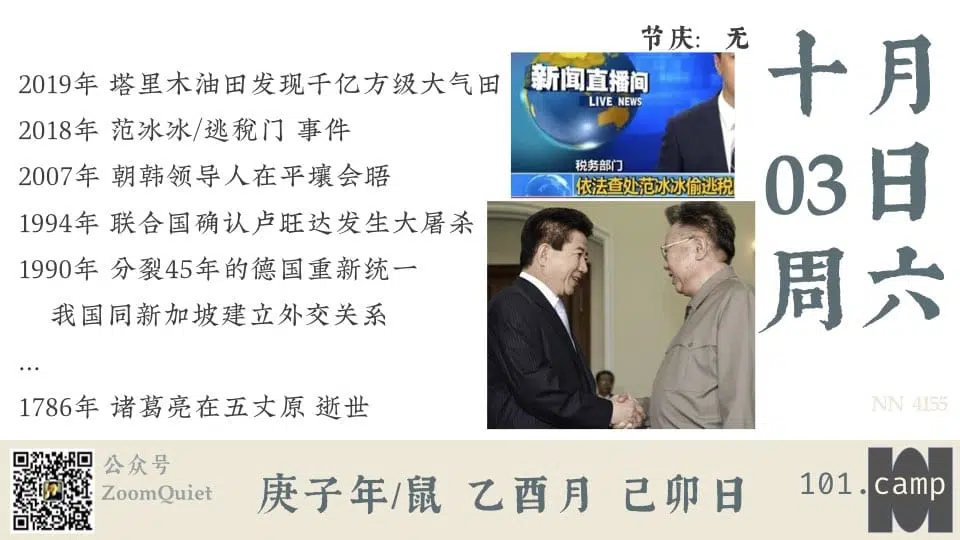 节庆: 无
十 月
03 日
周 六
2019年 塔里木油田发现千亿方级大气田
2018年 范冰冰/逃税门 事件
2007年 朝韩领导人在平壤会晤
1994年 联合国确认卢旺达发生大屠杀
1990年 分裂45年的德国重新统一
我国同新加坡建立外交关系
...
1786年 诸葛亮在五丈原 逝世
新闻直播间
LIVE NEWS
税务部门
依法查处范冰冰偷逃税
NN 4155
公众号
ZoomQuiet
庚子年/鼠 乙酉月 己卯日
101.camp